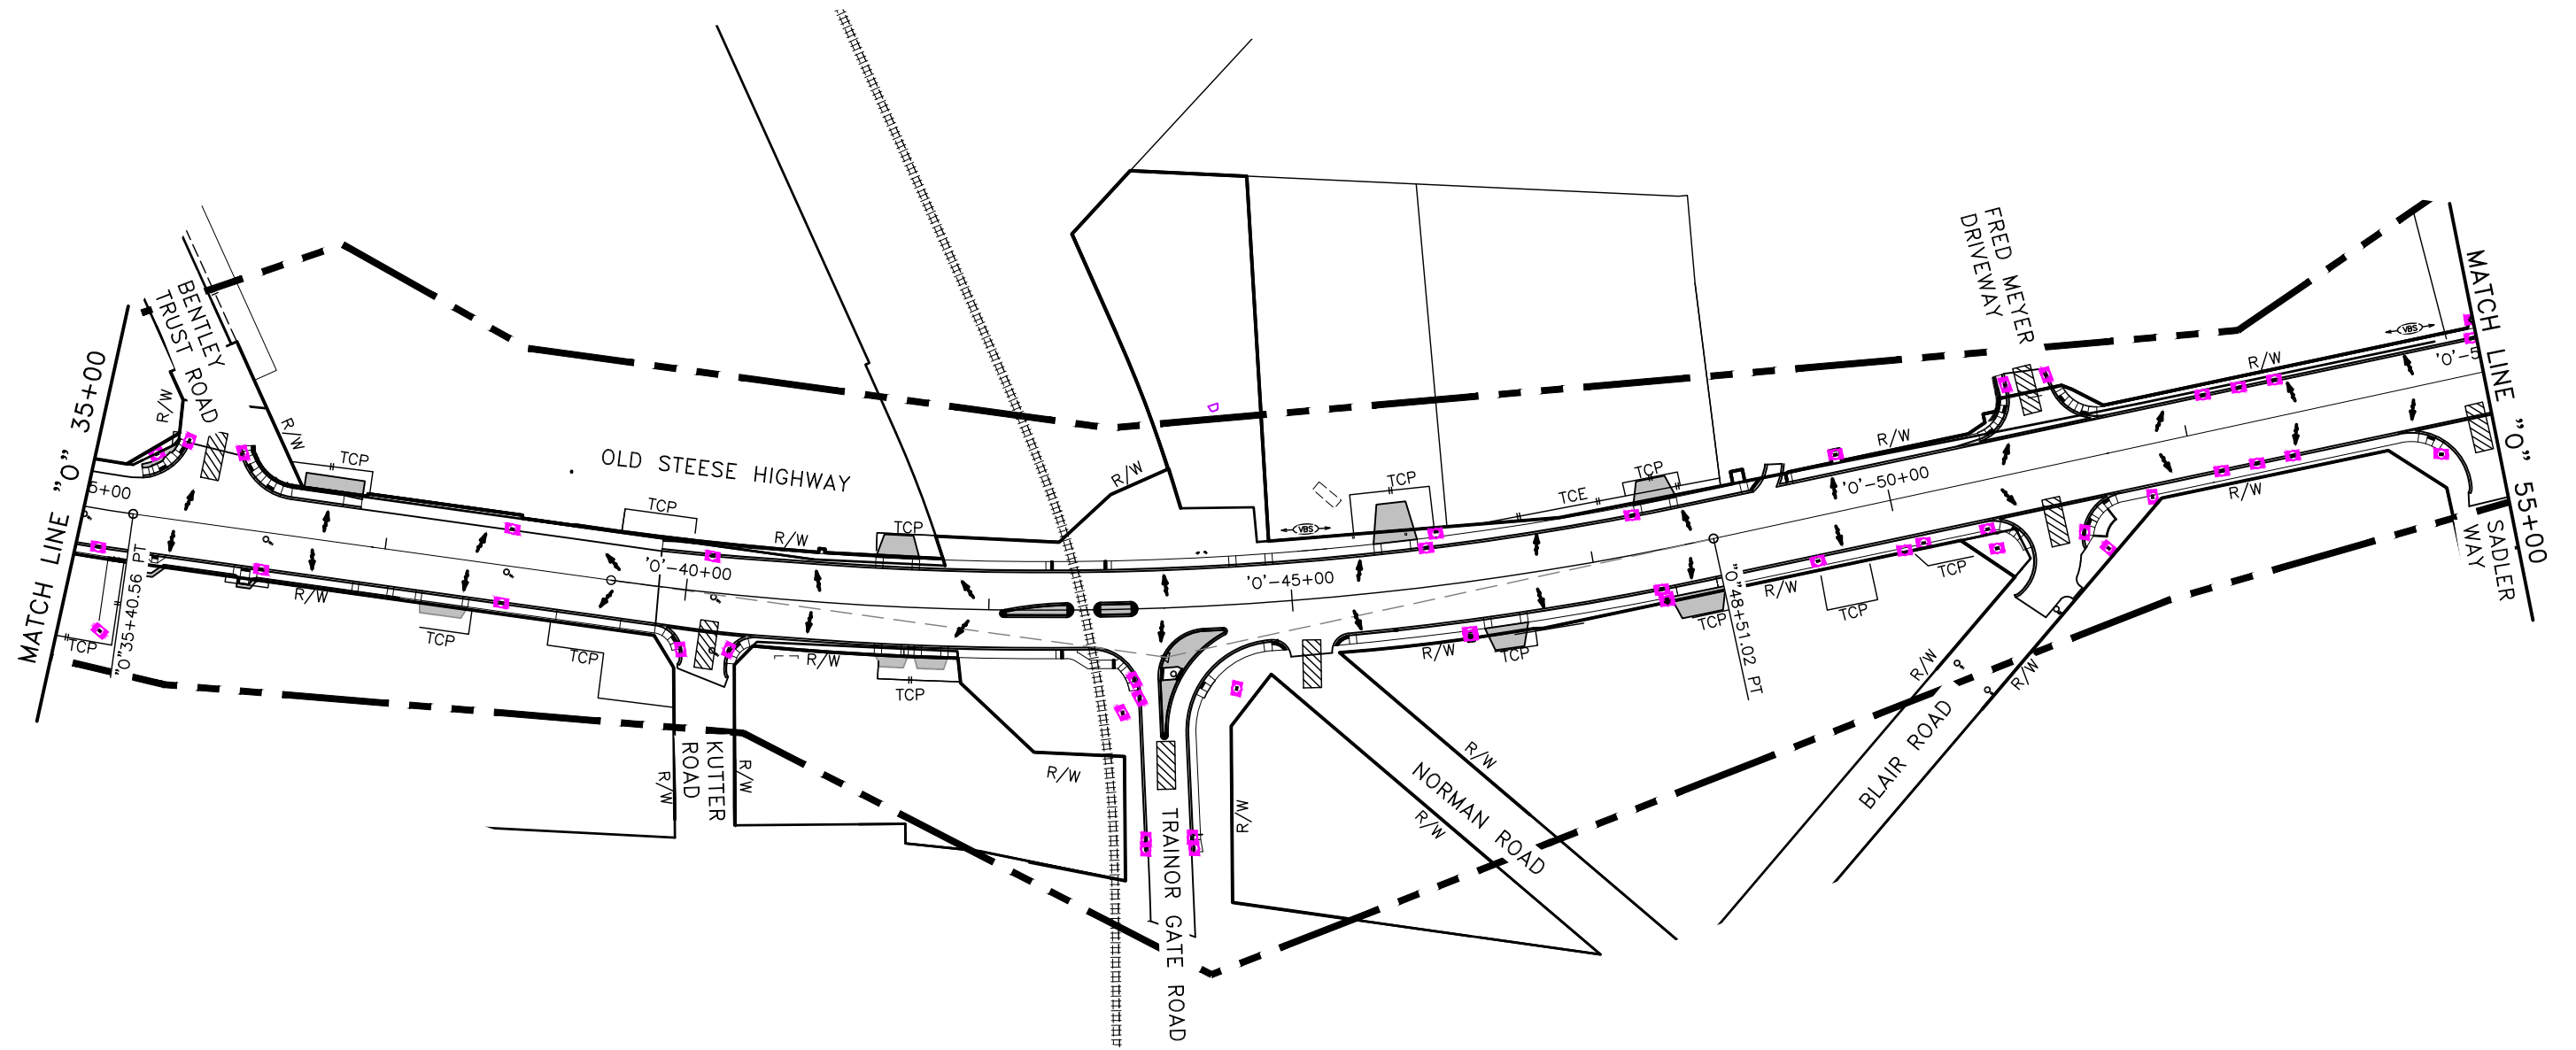 FRED MEYER
DRIVEWAY
MATCH LINE "O" 55+00
BENTLEY
TRUST ROAD
MATCH LINE "O" 35+00
VBS
R/W
'O'-5
R/W
R/W
R/W
TCP
OLD STEESE HIGHWAY
R/W
TCP
TCP
TCE
R/W
'O'-50+00
5+00
TCP
TCP
VBS
R/W
SADLER
WAY
R/W
'O'-40+00
'O'-45+00
"O"35+40.56 PT
"O"48+51.02 PT
R/W
TCP
R/W
TCP
TCP
TCP
TCP
TCP
R/W
TCP
R/W
TCP
R/W
R/W
KUTTER
ROAD
R/W
R/W
R/W
R/W
R/W
R/W
NORMAN ROAD
BLAIR ROAD
TRAINOR GATE ROAD